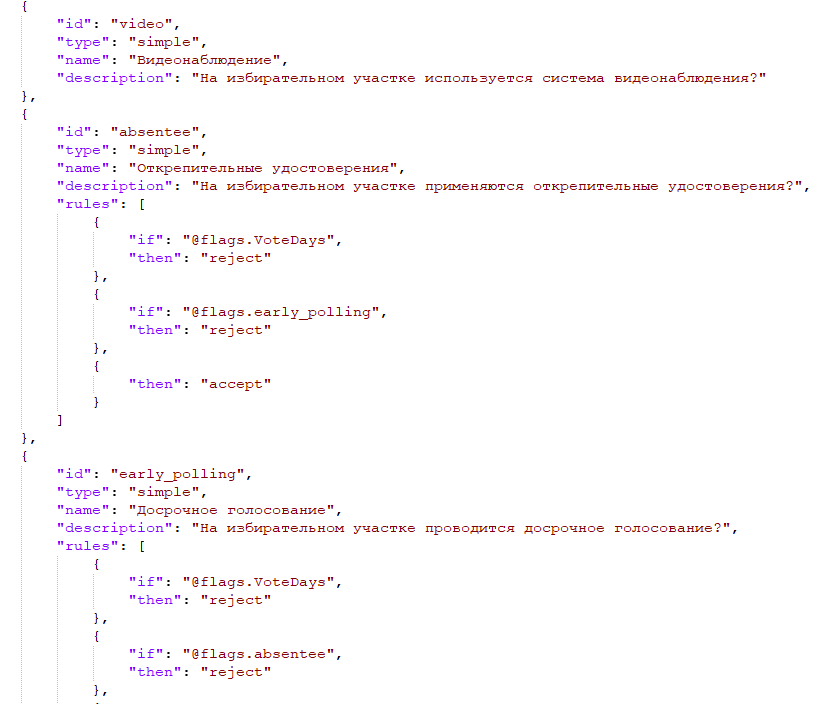 {
"id": "video",
"type": "simple",
"name": "Видеонаблюдение",
"description": "На избирательном участке используется система видеонаблюдения?"
},
{
"id": "absentee",
"type": "simple",
"name": "Открепительные удостоверения",
"description": "На избирательном участке применяются открепительные удостоверения?",
"rules": [
{
"if": "@flags.VoteDays",
"then": "reject"
},
{
"if": "@flags.early_polling",
"then": "reject"
},
{
"then": "accept"
}
]
},
{
"id": "early_polling",
"type": "simple",
"name": "Досрочное голосование",
"description": "На избирательном участке проводится досрочное голосование?",
"rules": [
{
"if": "@flags.VoteDays",
"then": "reject"
},
{
"if": "@flags.absentee",
"then": "reject"
},